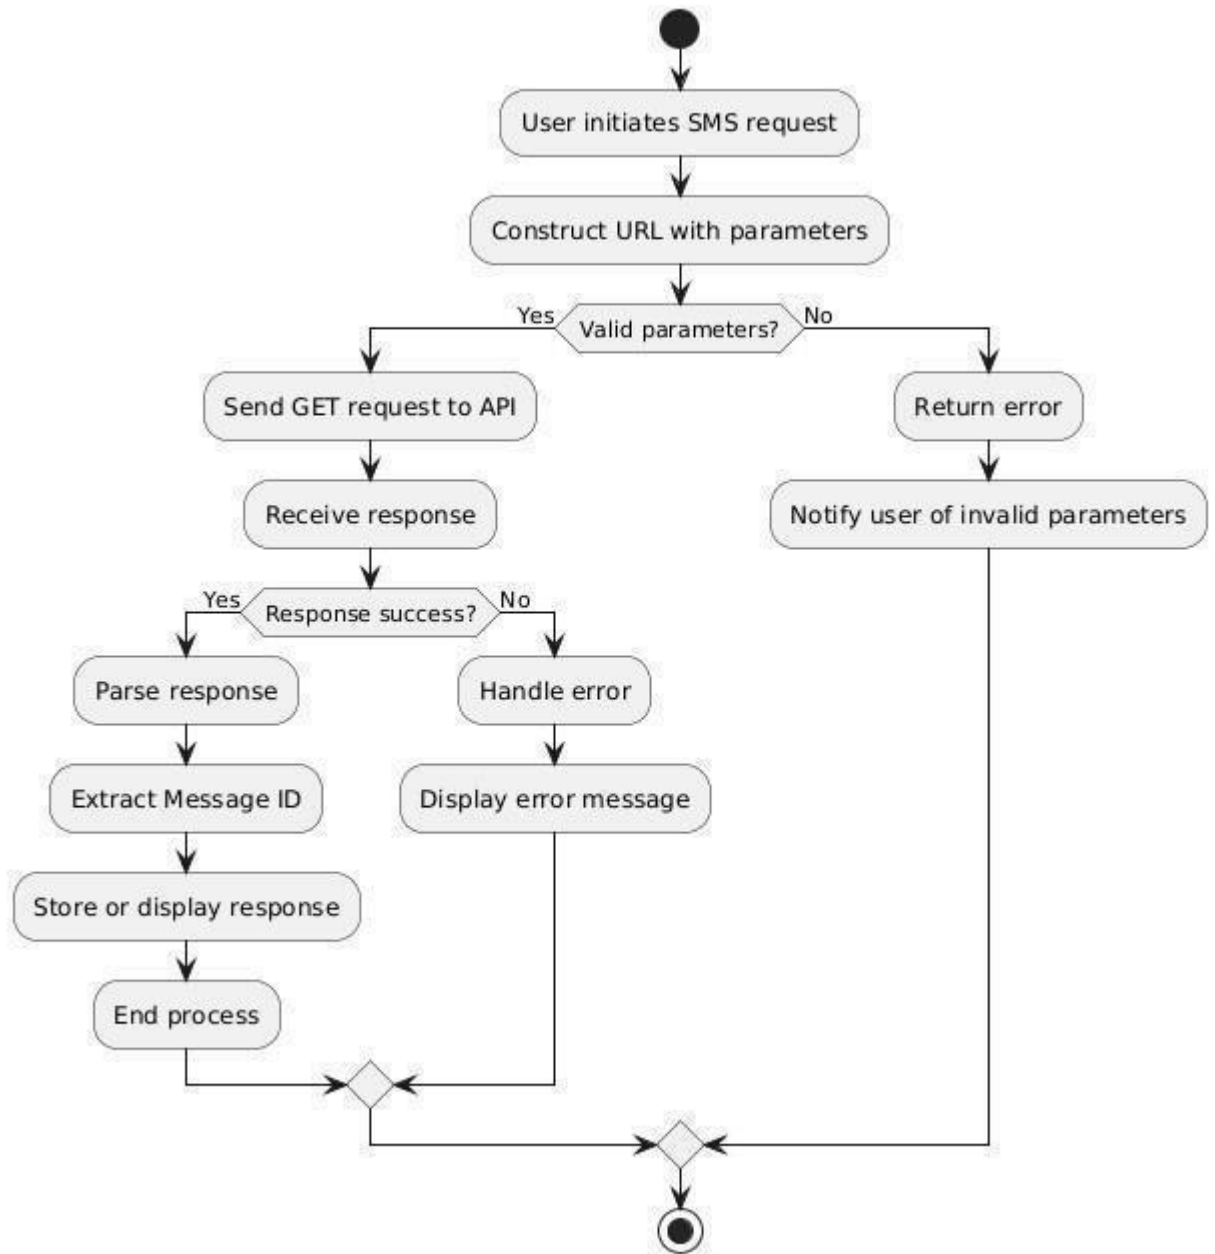 User initiates SMS request
Construct URL with parameters
Yes
Valid parameters?
No
Send GET request to API
Return error
Receive response
Notify user of invalid parameters
Yes
Response success?
No
Parse response
Handle error
Extract Message ID
Display error message
Store or display response
End process